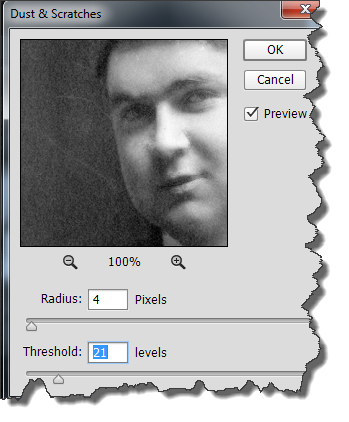 Dust & Scratches
OK
Cancel
Preview
100%
Radius: 4 Pixels
Threshold: 21 levels